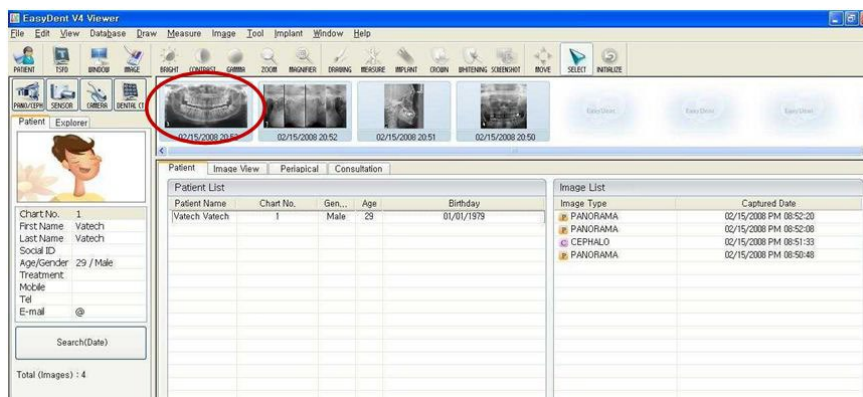 EasyDent V4 Viewer
File Edit View Database Draw Measure Image Tool Implant Window Help
PATIENT TSPD WINDOW IMAGE BRIGHT CONTRAST GAMMA ZOOM MAGNIFIER DRAWING MEASURE IMPLANT CROWN WHITENING SCREENSHOT MOVE SELECT INITIALIZE
PANO/CEPH SENSOR CAMERA DENTAL CT
Patient Explorer
02/15/2008 20:52 02/15/2008 20:52 02/15/2008 20:51 02/15/2008 20:50
EasyDent EasyDent EasyDent
Patient Image View Periapical Consultation
Patient List Image List
Patient Name Chart No. Gen... Age Birthday Image Type Captured Date
Vatech Vatech 1 Male 29 01/01/1979 P PANORAMA 02/15/2008 PM 08:52:20
P PANORAMA 02/15/2008 PM 08:52:08
C CEPHALO 02/15/2008 PM 08:51:33
P PANORAMA 02/15/2008 PM 08:50:48
Chart No. 1
First Name Vatech
Last Name Vatech
Social ID
Age/Gender 29 / Male
Treatment
Mobile
Tel
E-mail @
Search(Date)
Total (Images) : 4